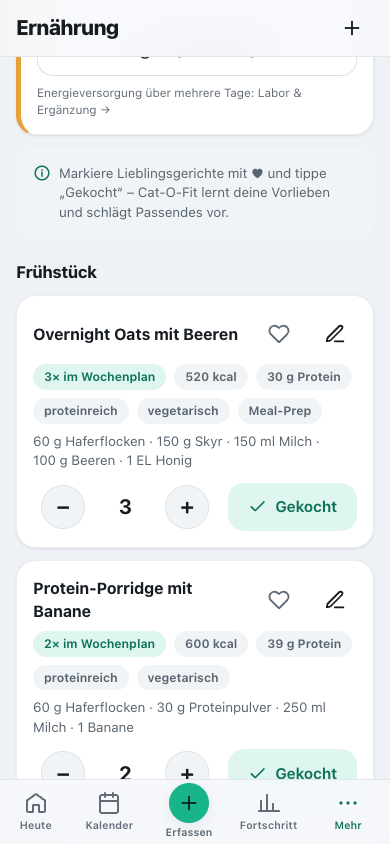 Ernährung
Energieversorgung über mehrere Tage: Labor &
Ergänzung →
Markiere Lieblingsgerichte mit ♥ und tippe
„Gekocht“ – Cat-O-Fit lernt deine Vorlieben
und schlägt Passendes vor.
Frühstück
Overnight Oats mit Beeren
3× im Wochenplan 520 kcal 30 g Protein
proteinreich vegetarisch Meal-Prep
60 g Haferflocken · 150 g Skyr · 150 ml Milch ·
100 g Beeren · 1 EL Honig
− 3 + Gekocht
Protein-Porridge mit
Banane
2× im Wochenplan 600 kcal 39 g Protein
proteinreich vegetarisch
60 g Haferflocken · 30 g Proteinpulver · 250 ml
Milch · 1 Banane
− 2 + Gekocht
Heute Kalender Erfassen Fortschritt Mehr